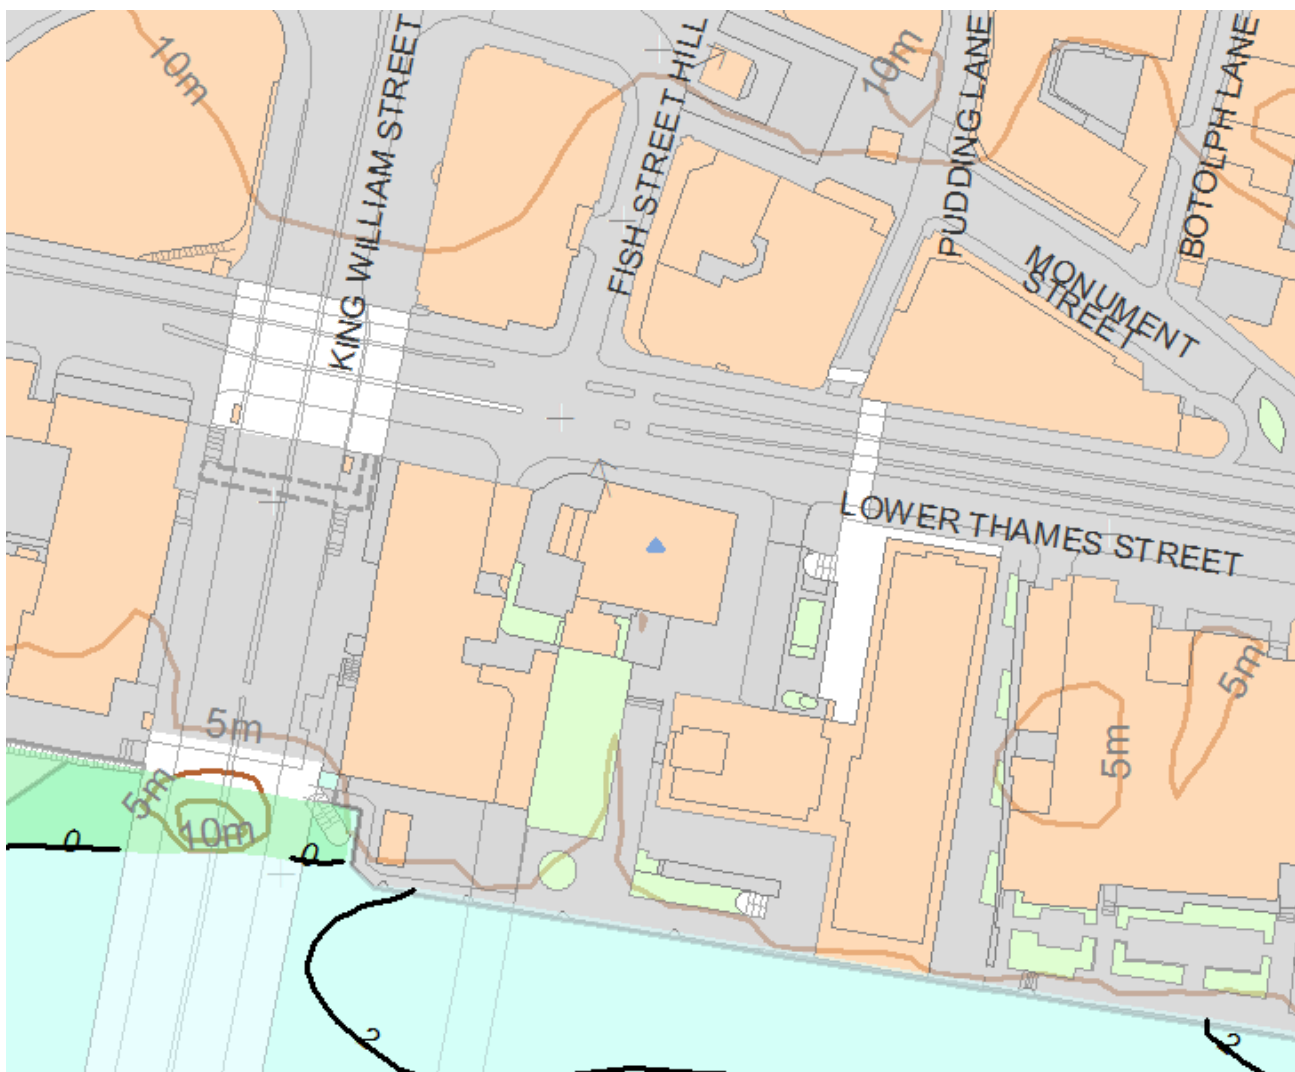 10m
KING WILLIAM STREET
FISH STREET HILL
10m
PUDDING LANE
BOTOLPH LANE
MONUMENT
STREET
LOWER THAMES STREET
5m
5m
5m
5m
10m
0
0
2
2